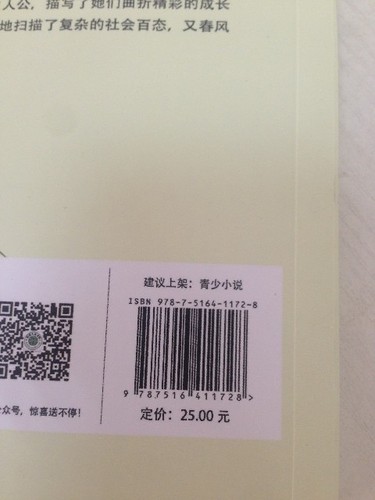 人公，描写了她们曲折精彩的成长
地扫描了复杂的社会百态，又春风
建议上架：青少小说
ISBN 978-7-5164-1172-8
9 787516 411728 >
定价：25.00 元
众号，惊喜送不停！